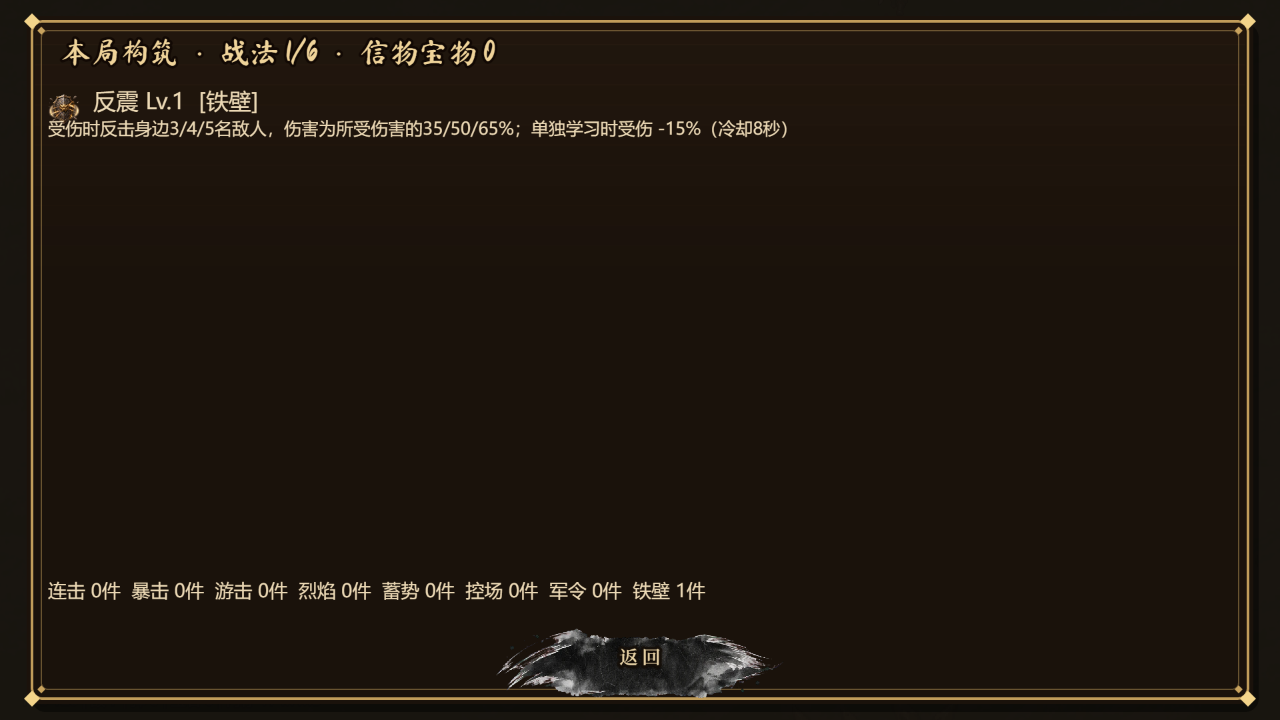 本局构筑 · 战法1/6 · 信物宝物0
反震 Lv.1 [铁壁]
受伤时反击身边3/4/5名敌人，伤害为所受伤害的35/50/65%；单独学习时受伤 -15%（冷却8秒）
连击 0件 暴击 0件 游击 0件 烈焰 0件 蓄势 0件 控场 0件 军令 0件 铁壁 1件
返回